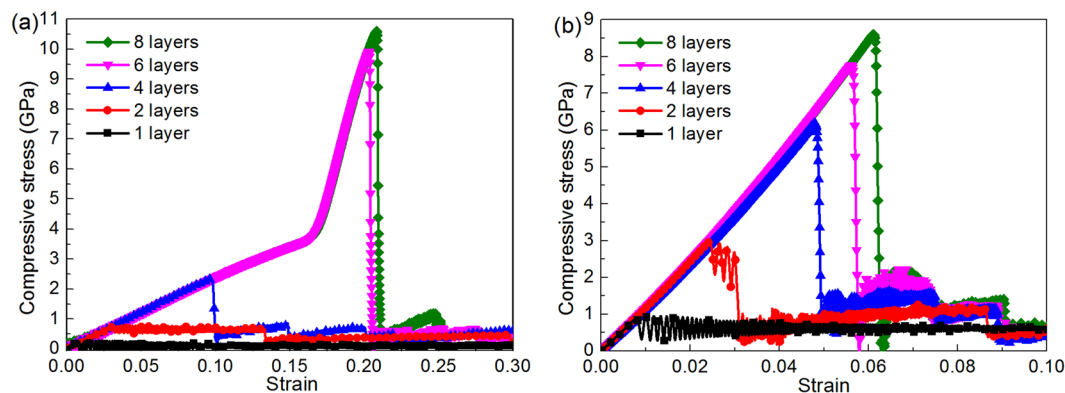 (a)
11
10
9
8
7
6
5
4
3
2
1
0
Compressive stress (GPa)
8 layers
6 layers
4 layers
2 layers
1 layer
0.00 0.05 0.10 0.15 0.20 0.25 0.30
Strain
(b)
9
8
7
6
5
4
3
2
1
0
Compressive stress (GPa)
8 layers
6 layers
4 layers
2 layers
1 layer
0.00 0.02 0.04 0.06 0.08 0.10
Strain